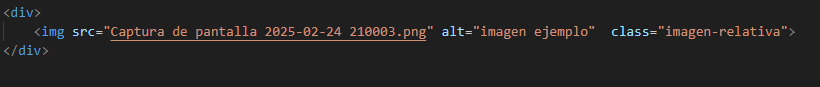 <div>
<img src="Captura de pantalla 2025-02-24 210003.png" alt="imagen ejemplo"  class="imagen-relativa">
</div>